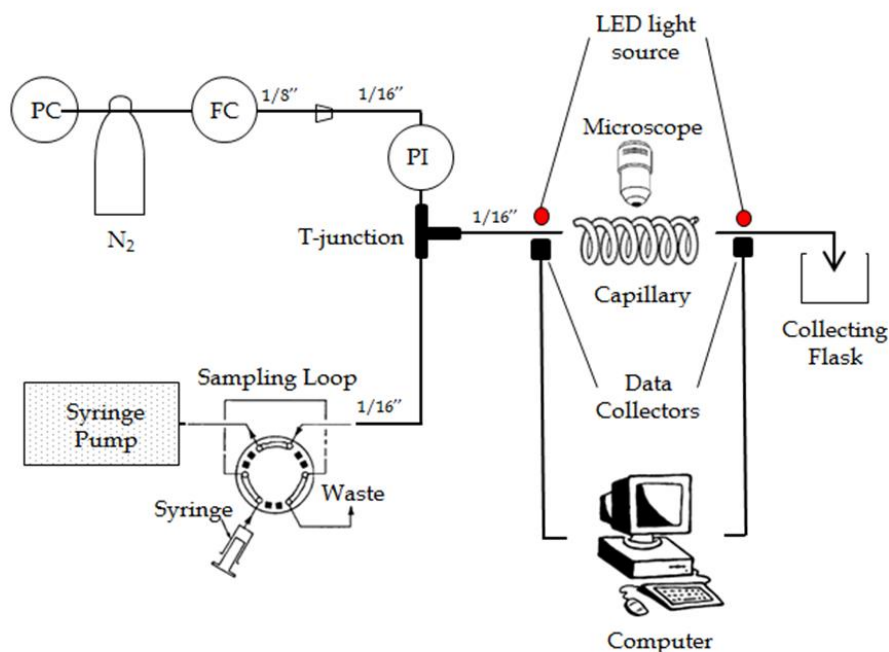 LED light
source
PC
FC
1/8”
1/16”
Microscope
PI
1/16”
T-junction
N2
Capillary
Collecting
Flask
Sampling Loop
1/16”
Data
Collectors
Syringe
Pump
Waste
Syringe
Computer